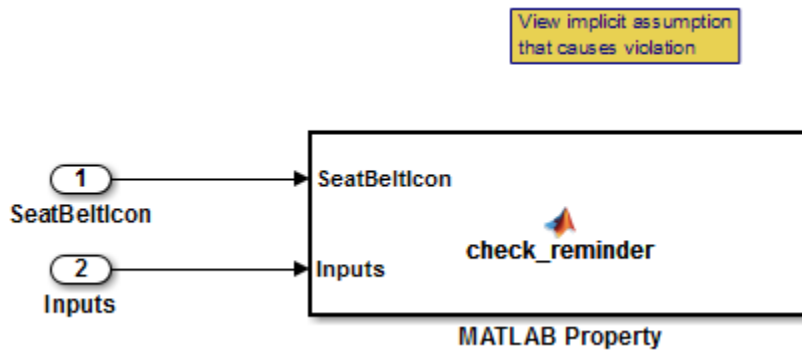 View implicit assumption
that causes violation
1
SeatBeltIcon
SeatBeltIcon
check_reminder
2
Inputs
Inputs
MATLAB Property